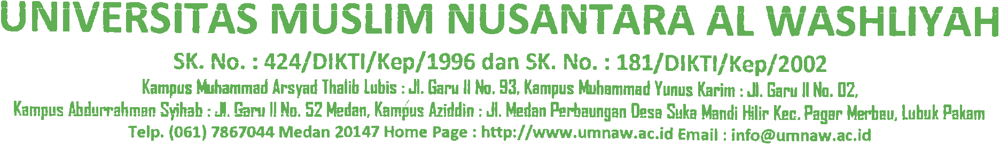 UNIVERSITAS MUSLIM NUSANTARA AL WASHLIYAH
SK. No. : 424/DIKTI/Kep/1996 dan SK. No. : 181/DIKTI/Kep/2002
Kampus Muhammad Arsyad Thalib Lubis : Jl. Garu II No. 93, Kampus Muhammad Yunus Karim : Jl. Garu II No. 02,
Kampus Abdurrahman Syihab : Jl. Garu II No. 52 Medan, Kampus Aziddin : Jl. Medan Perbaungan Desa Suka Mandi Hilir Kec. Pagar Merbau, Lubuk Pakam
Telp. (061) 7867044 Medan 20147 Home Page : http://www.umnaw.ac.id Email : info@umnaw.ac.id